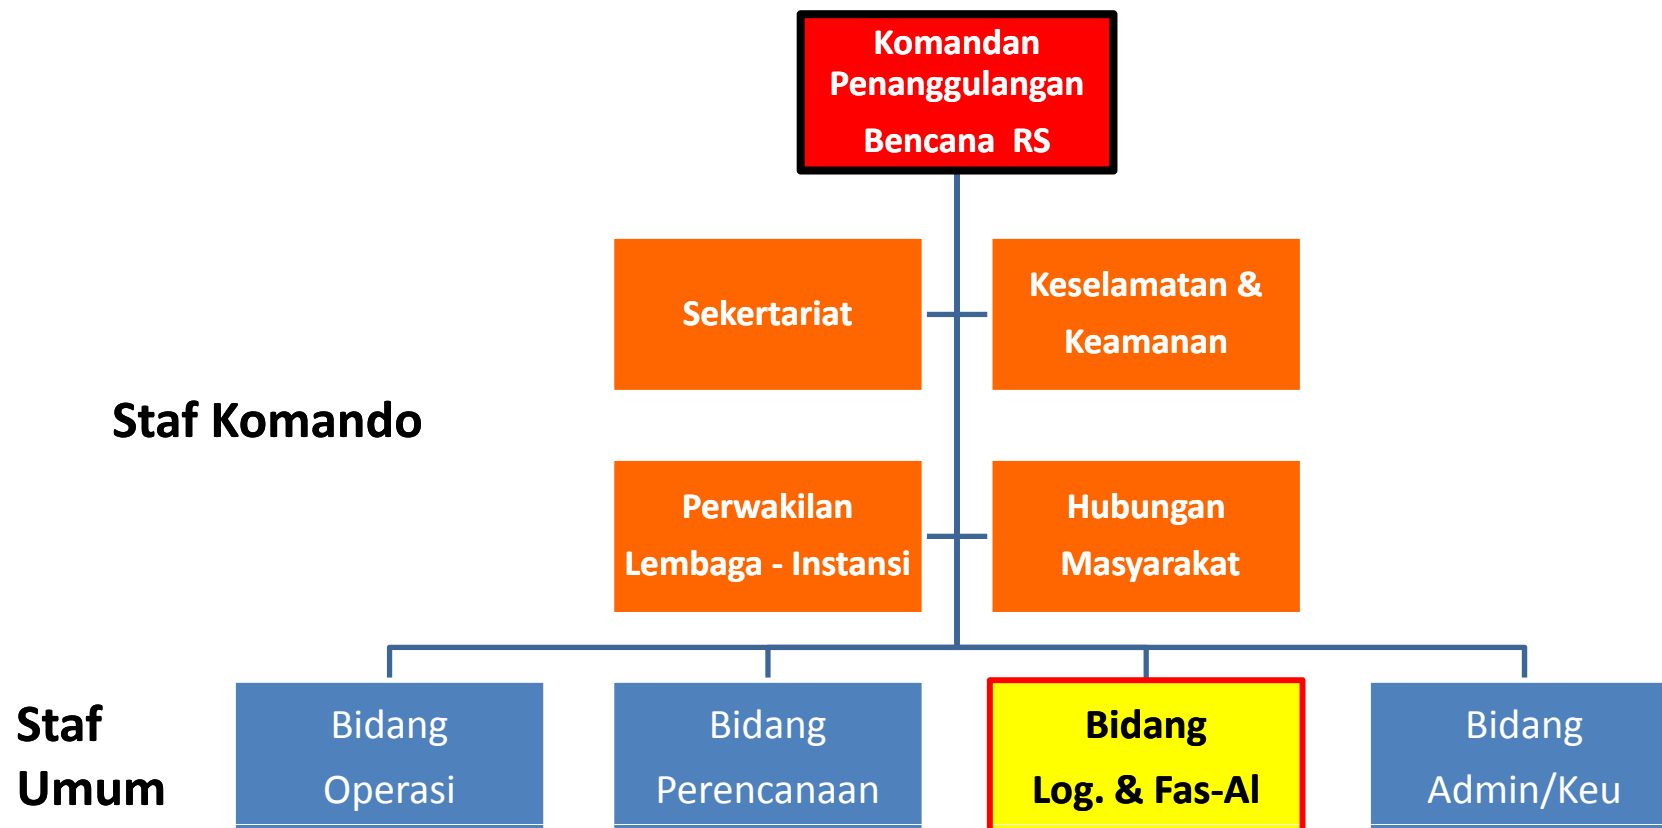 Komandan
Penanggulangan
Bencana RS
Sekertariat
Keselamatan &
Keamanan
Staf Komando
Perwakilan
Lembaga - Instansi
Hubungan
Masyarakat
Staf
Umum
Bidang
Operasi
Bidang
Perencanaan
Bidang
Log. & Fas-Al
Bidang
Admin/Keu